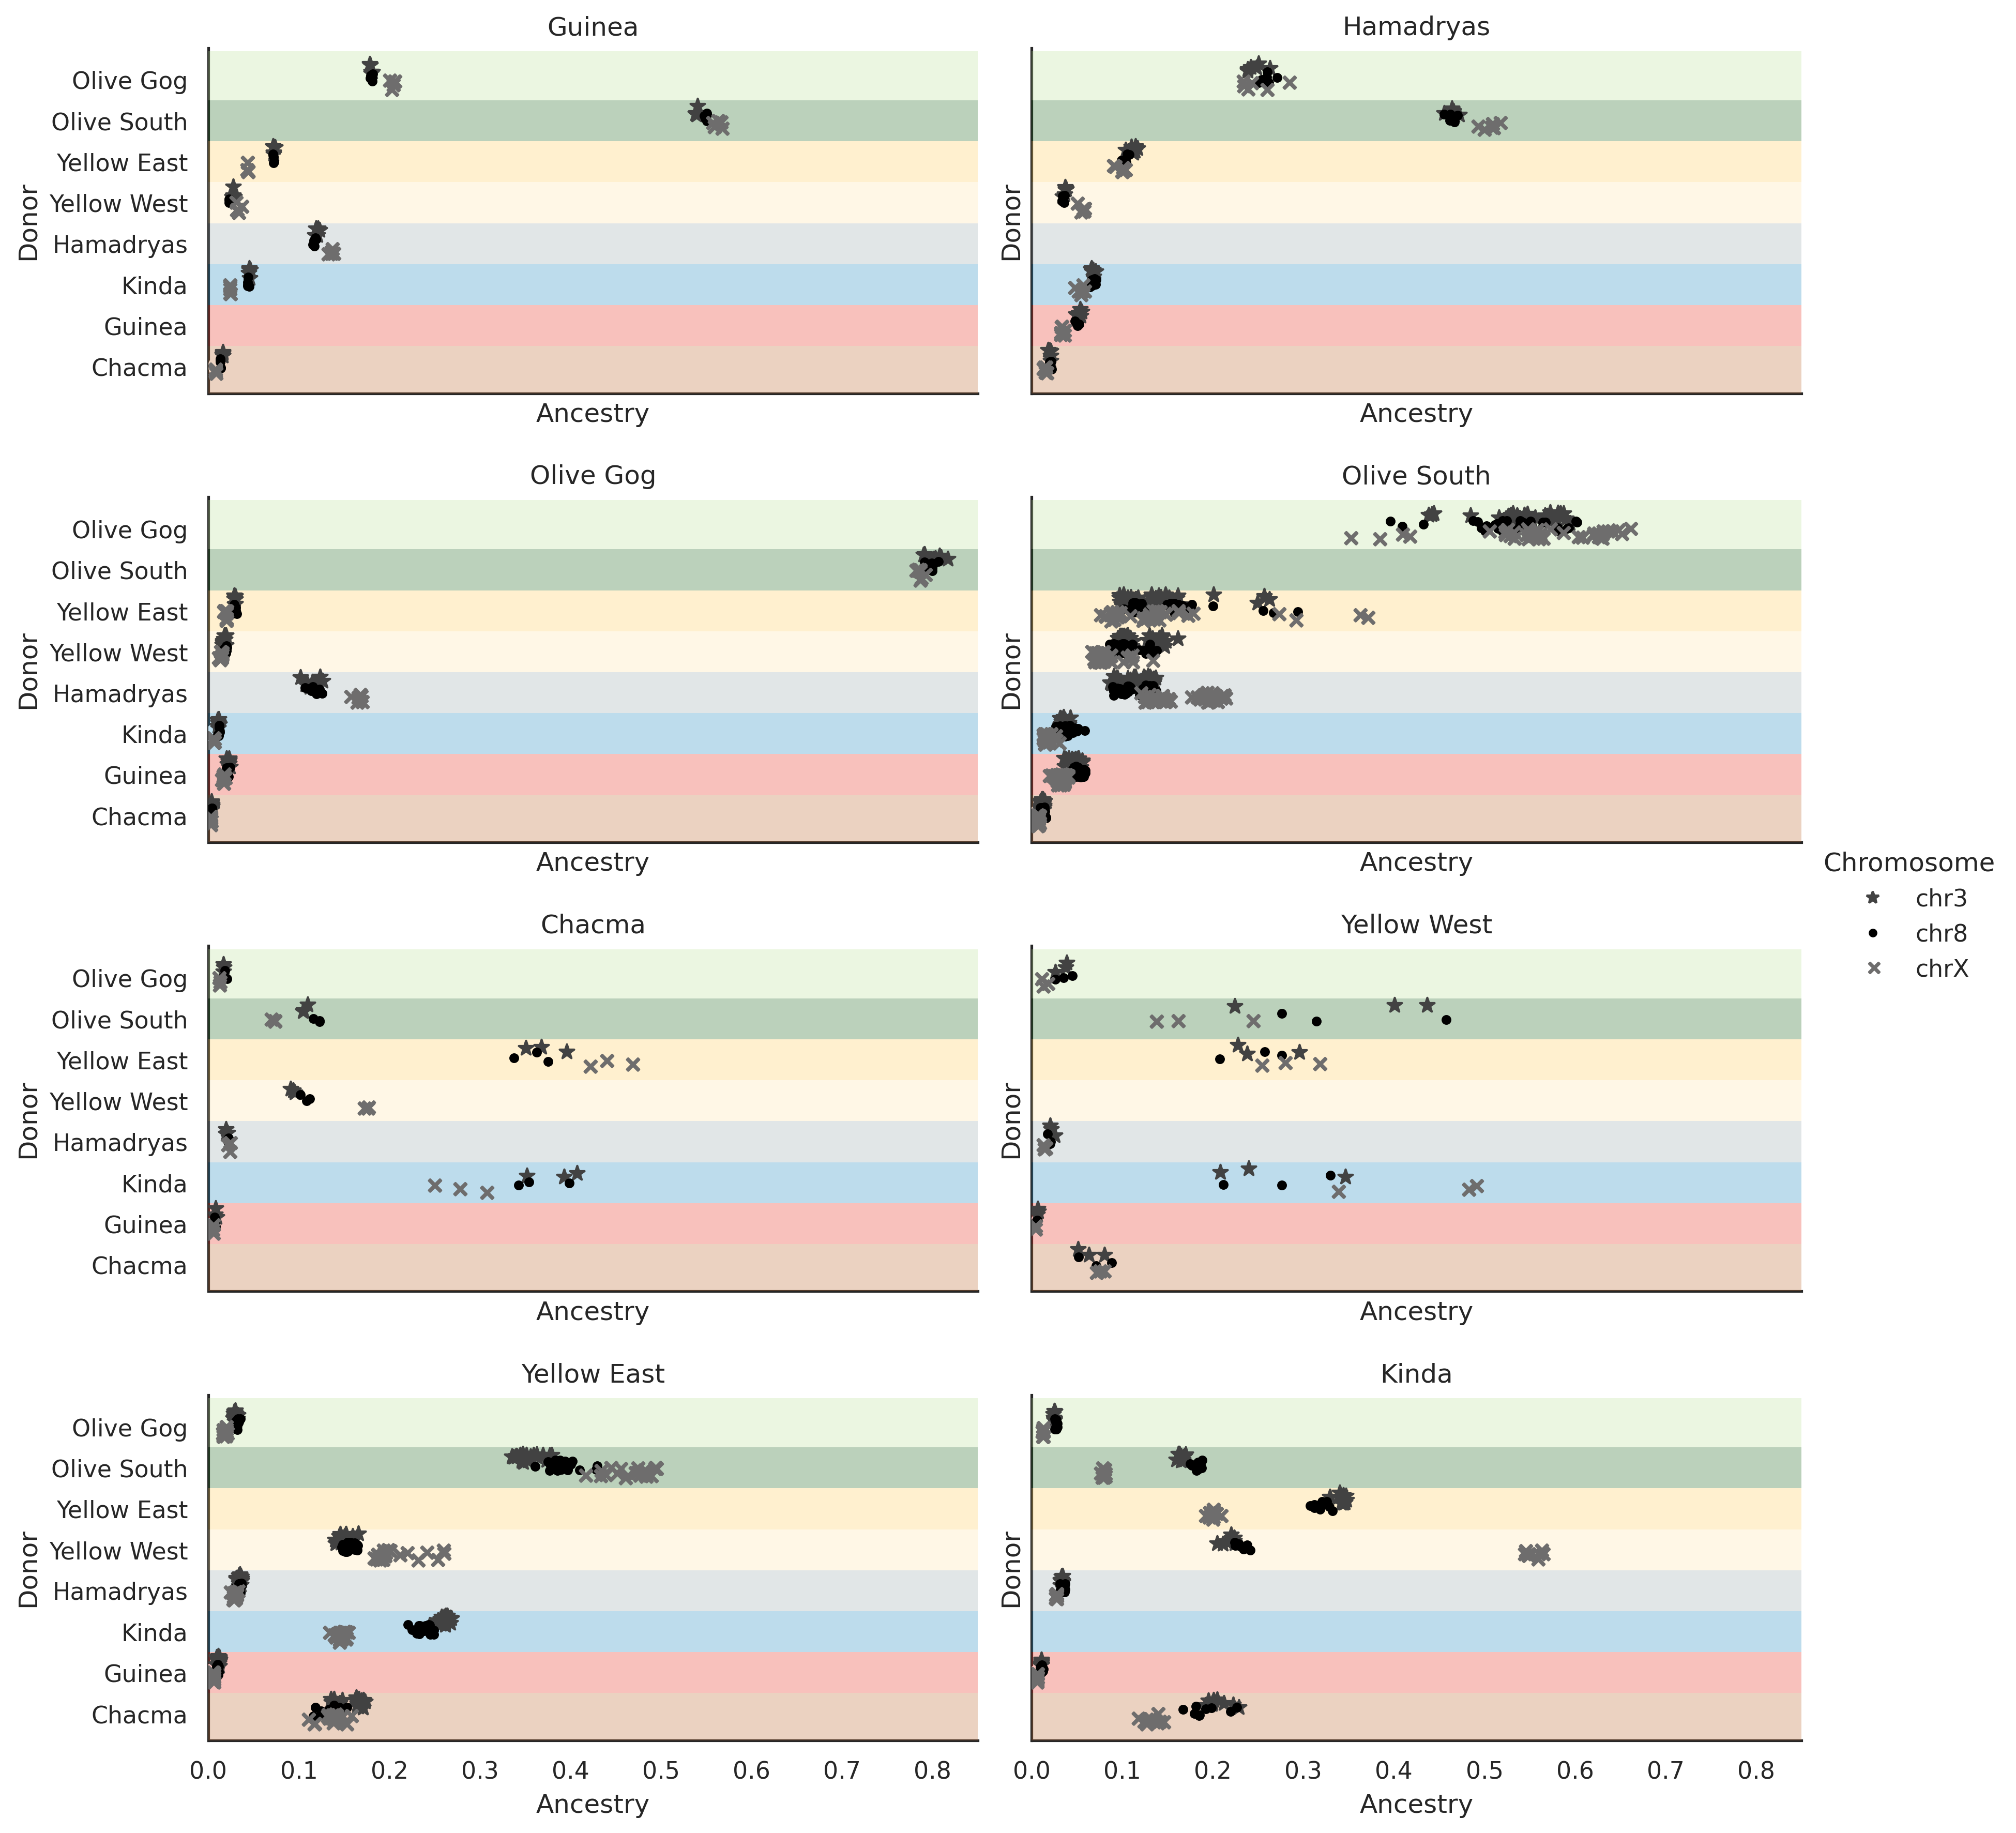 Guinea
Hamadryas
Olive Gog
Olive South
Yellow East
Yellow West
Hamadryas
Kinda
Guinea
Chacma
Donor
Donor
Ancestry
Ancestry
Olive Gog
Olive South
Olive Gog
Olive South
Yellow East
Yellow West
Hamadryas
Kinda
Guinea
Chacma
Donor
Donor
Ancestry
Ancestry
Chromosome
chr3
chr8
chrX
Chacma
Yellow West
Olive Gog
Olive South
Yellow East
Yellow West
Hamadryas
Kinda
Guinea
Chacma
Donor
Donor
Ancestry
Ancestry
Yellow East
Kinda
Olive Gog
Olive South
Yellow East
Yellow West
Hamadryas
Kinda
Guinea
Chacma
Donor
Donor
0.0 0.1 0.2 0.3 0.4 0.5 0.6 0.7 0.8
0.0 0.1 0.2 0.3 0.4 0.5 0.6 0.7 0.8
Ancestry
Ancestry